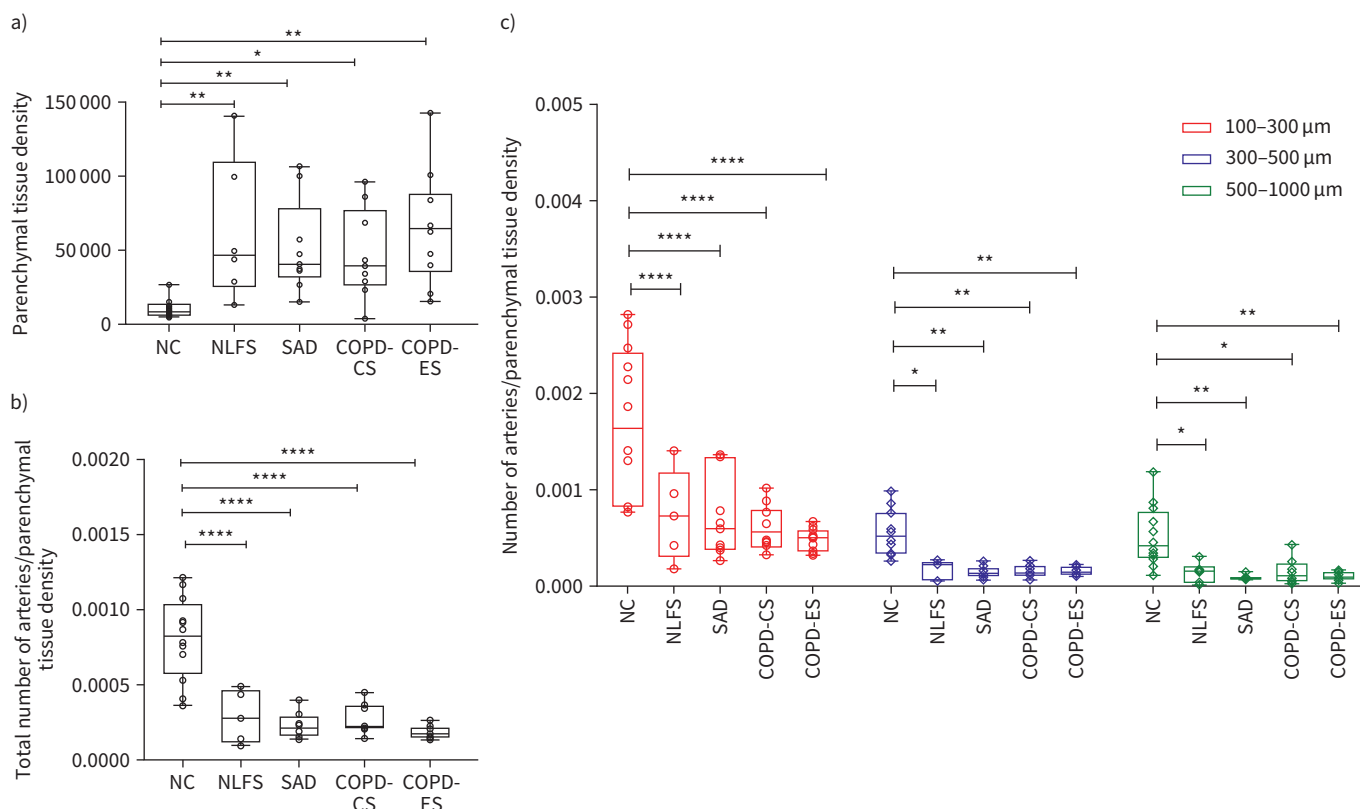 a)
**
*
**
**
Parenchymal tissue density
150 000
100 000
50 000
0
NC NLFS SAD COPD-CS COPD-ES
b)
****
****
****
****
Total number of arteries/parenchymal
tissue density
0.0020
0.0015
0.0010
0.0005
0.0000
NC NLFS SAD COPD-CS COPD-ES
c)
Number of arteries/parenchymal tissue density
0.005
0.004
0.003
0.002
0.001
0.000
100–300 µm
300–500 µm
500–1000 µm
****
****
****
****
**
**
**
*
**
*
**
*
NC NLFS SAD COPD-CS COPD-ES
NC NLFS SAD COPD-CS COPD-ES
NC NLFS SAD COPD-CS COPD-ES